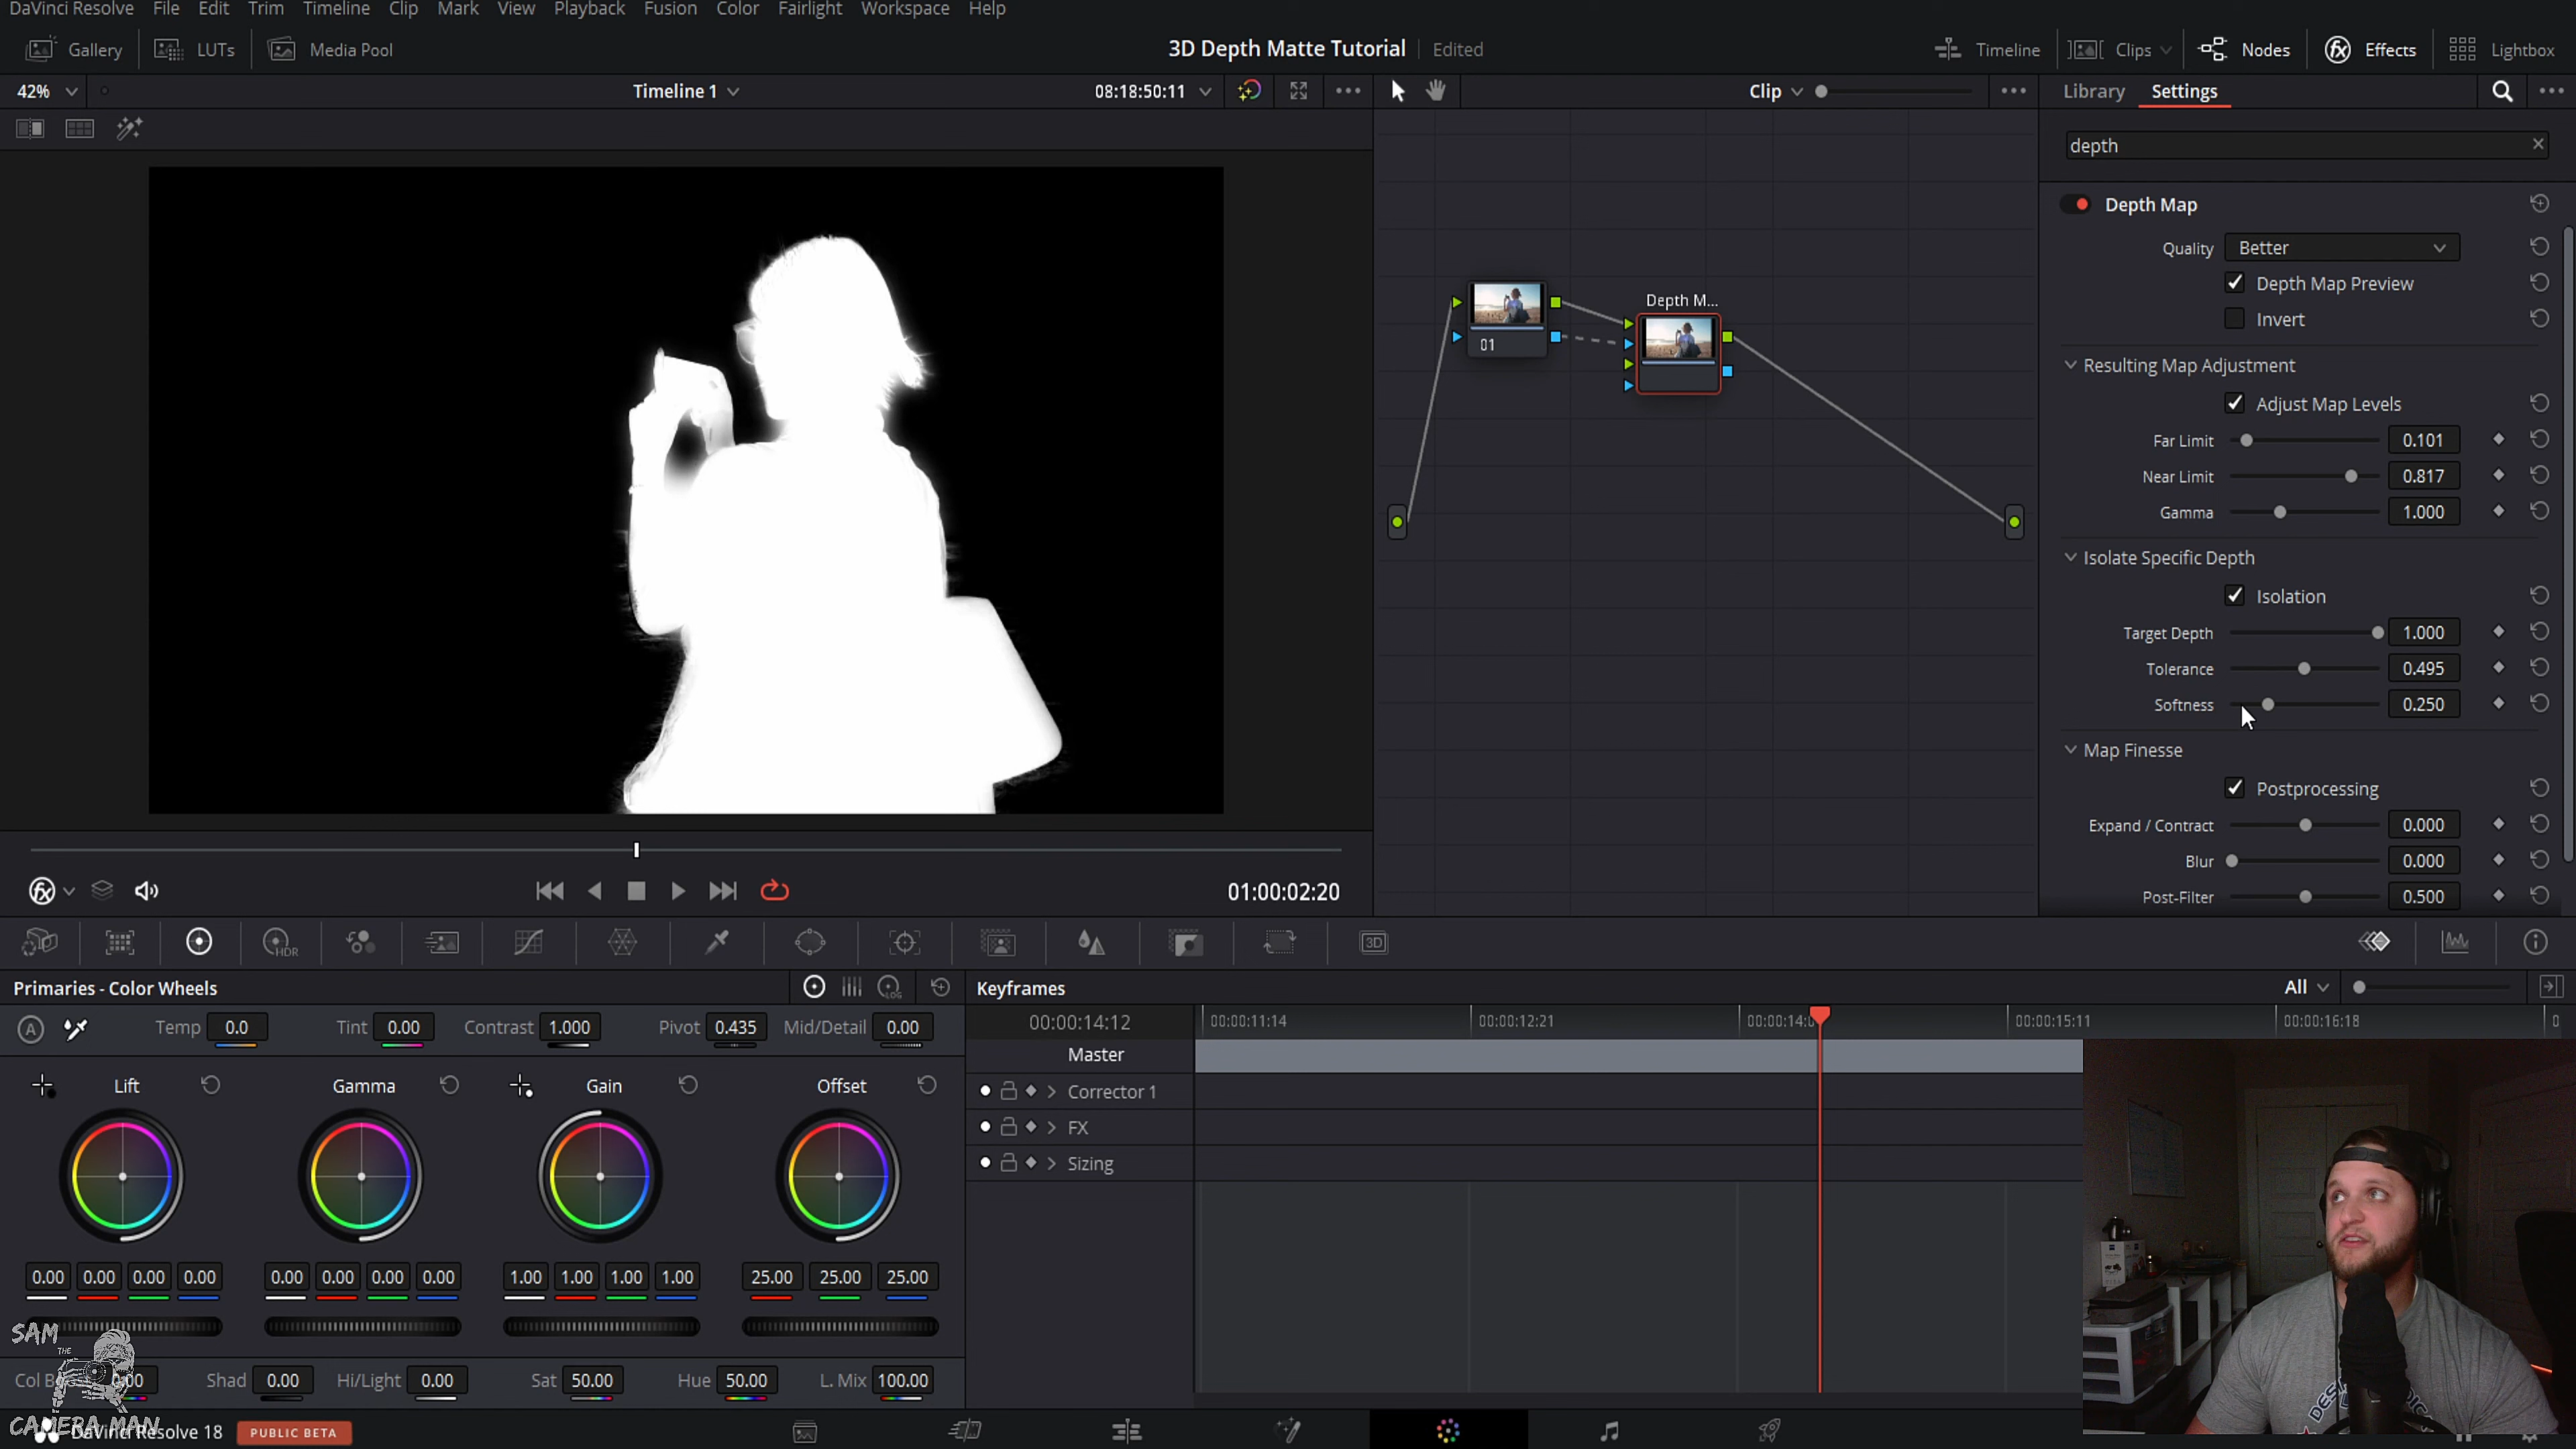 DaVinci Resolve File Edit Trim Timeline Clip Mark View Playback Fusion Color Fairlight Workspace Help
Gallery LUTs Media Pool 3D Depth Matte Tutorial Edited Timeline Clips Nodes Effects Lightbox
42% Timeline 1 08:18:50:11 Clip Library Settings
depth
Depth Map
Quality Better
Depth Map Preview
Invert
Depth M...
01
Resulting Map Adjustment
Adjust Map Levels
Far Limit 0.101
Near Limit 0.817
Gamma 1.000
Isolate Specific Depth
Isolation
Target Depth 1.000
Tolerance 0.495
Softness 0.250
Map Finesse
Postprocessing
Expand / Contract 0.000
Blur 0.000
Post-Filter 0.500
01:00:02:20
HDR
3D
Primaries - Color Wheels LOG Keyframes All
A Temp 0.0 Tint 0.00 Contrast 1.000 Pivot 0.435 Mid/Detail 0.00
00:00:14:12 00:00:11:14 00:00:12:21 00:00:14:0 00:00:15:11 00:00:16:18 0
Master
Lift Gamma Gain Offset
Corrector 1
FX
Sizing
0.00 0.00 0.00 0.00 0.00 0.00 0.00 0.00 1.00 1.00 1.00 1.00 25.00 25.00 25.00
SAM
THE
CAMERA MAN
Shad 0.00 Hi/Light 0.00 Sat 50.00 Hue 50.00 L. Mix 100.00
DaVinci Resolve 18 PUBLIC BETA